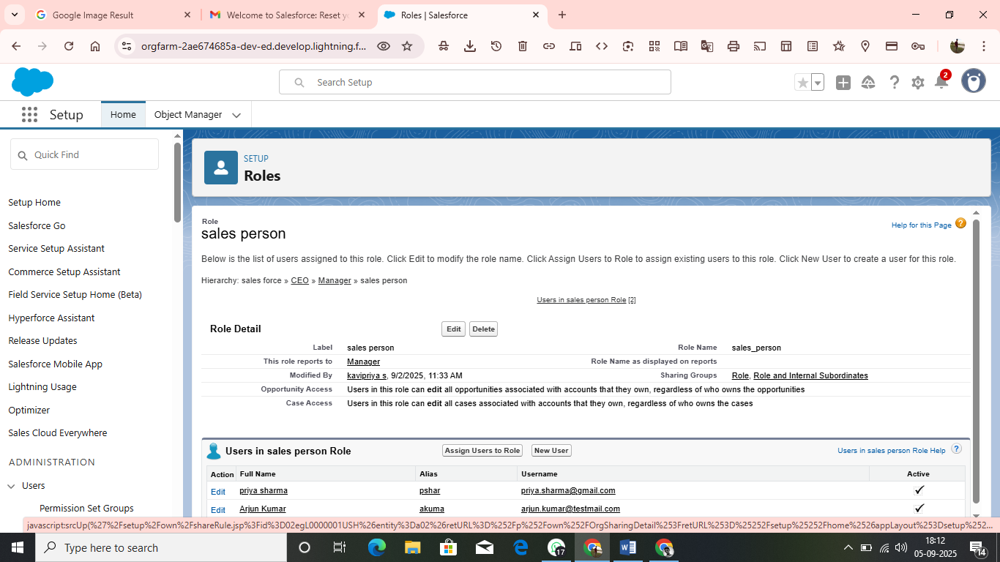 Google Image Result
Welcome to Salesforce: Reset yo
Roles | Salesforce
orgfarm-2ae674685a-dev-ed.develop.lightning.f...
Search Setup
2
Setup
Home
Object Manager
Quick Find
Setup Home
Salesforce Go
Service Setup Assistant
Commerce Setup Assistant
Field Service Setup Home (Beta)
Hyperforce Assistant
Release Updates
Salesforce Mobile App
Lightning Usage
Optimizer
Sales Cloud Everywhere
ADMINISTRATION
Users
Permission Set Groups
SETUP
Roles
Role
sales person
Help for this Page
Below is the list of users assigned to this role. Click Edit to modify the role name. Click Assign Users to Role to assign existing users to this role. Click New User to create a user for this role.
Hierarchy: sales force » CEO » Manager » sales person
Users in sales person Role [2]
Role Detail Edit Delete
Label sales person Role Name sales_person
This role reports to Manager Role Name as displayed on reports
Modified By kavipriya s, 9/2/2025, 11:33 AM Sharing Groups Role, Role and Internal Subordinates
Opportunity Access Users in this role can edit all opportunities associated with accounts that they own, regardless of who owns the opportunities
Case Access Users in this role can edit all cases associated with accounts that they own, regardless of who owns the cases
Users in sales person Role Assign Users to Role New User Users in sales person Role Help ?
Action Full Name Alias Username Active
Edit priya sharma pshar priya.sharma@gmail.com
Edit Arjun Kumar akuma arjun.kumar@testmail.com
javascript:srcUp(%27%2Fsetup%2Fown%2FshareRule.jsp%3Fid%3D02egL0000001USH%26entity%3Da02%26retURL%3D%252Fp%252Fown%252FOrgSharingDetail%253FretURL%253D%25252Fsetup%25252Fhome%2526appLayout%253Dsetup%252...
Type here to search
17
18:12
05-09-2025
14